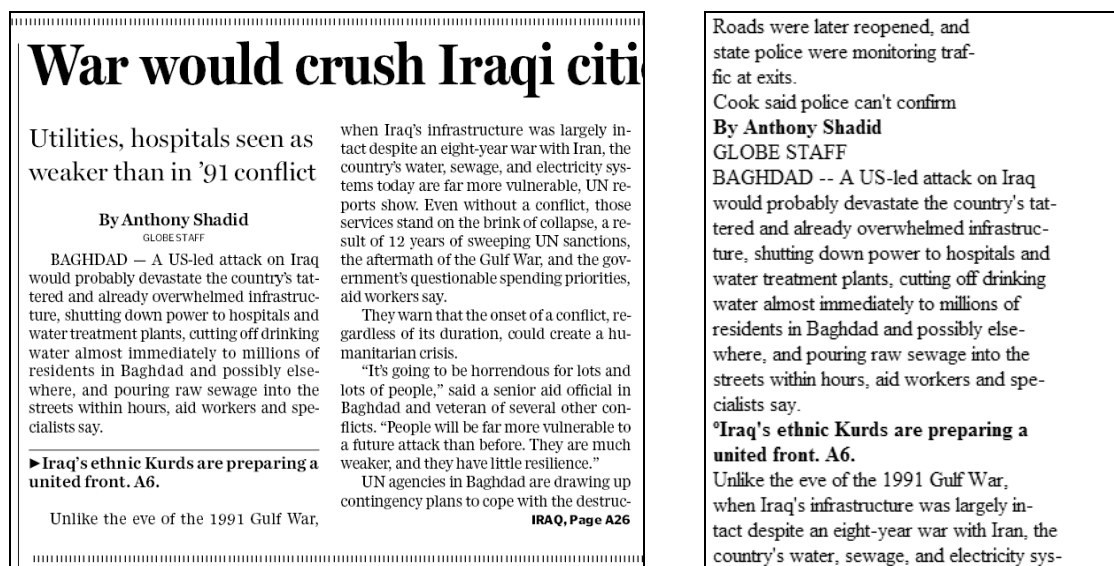 War would crush Iraqi citi
Utilities, hospitals seen as
weaker than in ’91 conflict
By Anthony Shadid
GLOBE STAFF
BAGHDAD — A US-led attack on Iraq
would probably devastate the country’s tat-
tered and already overwhelmed infrastruc-
ture, shutting down power to hospitals and
water treatment plants, cutting off drinking
water almost immediately to millions of
residents in Baghdad and possibly else-
where, and pouring raw sewage into the
streets within hours, aid workers and spe-
cialists say.
►Iraq’s ethnic Kurds are preparing a
united front. A6.
Unlike the eve of the 1991 Gulf War,
when Iraq’s infrastructure was largely in-
tact despite an eight-year war with Iran, the
country’s water, sewage, and electricity sys-
tems today are far more vulnerable, UN re-
ports show. Even without a conflict, those
services stand on the brink of collapse, a re-
sult of 12 years of sweeping UN sanctions,
the aftermath of the Gulf War, and the gov-
ernment’s questionable spending priorities,
aid workers say.
They warn that the onset of a conflict, re-
gardless of its duration, could create a hu-
manitarian crisis.
“It’s going to be horrendous for lots and
lots of people,” said a senior aid official in
Baghdad and veteran of several other con-
flicts. “People will be far more vulnerable to
a future attack than before. They are much
weaker, and they have little resilience.”
UN agencies in Baghdad are drawing up
contingency plans to cope with the destruc-
IRAQ, Page A26
Roads were later reopened, and
state police were monitoring traf-
fic at exits.
Cook said police can't confirm
By Anthony Shadid
GLOBE STAFF
BAGHDAD -- A US-led attack on Iraq
would probably devastate the country's tat-
tered and already overwhelmed infrastruc-
ture, shutting down power to hospitals and
water treatment plants, cutting off drinking
water almost immediately to millions of
residents in Baghdad and possibly else-
where, and pouring raw sewage into the
streets within hours, aid workers and spe-
cialists say.
ºIraq's ethnic Kurds are preparing a
united front. A6.
Unlike the eve of the 1991 Gulf War,
when Iraq's infrastructure was largely in-
tact despite an eight-year war with Iran, the
country's water, sewage, and electricity sys-